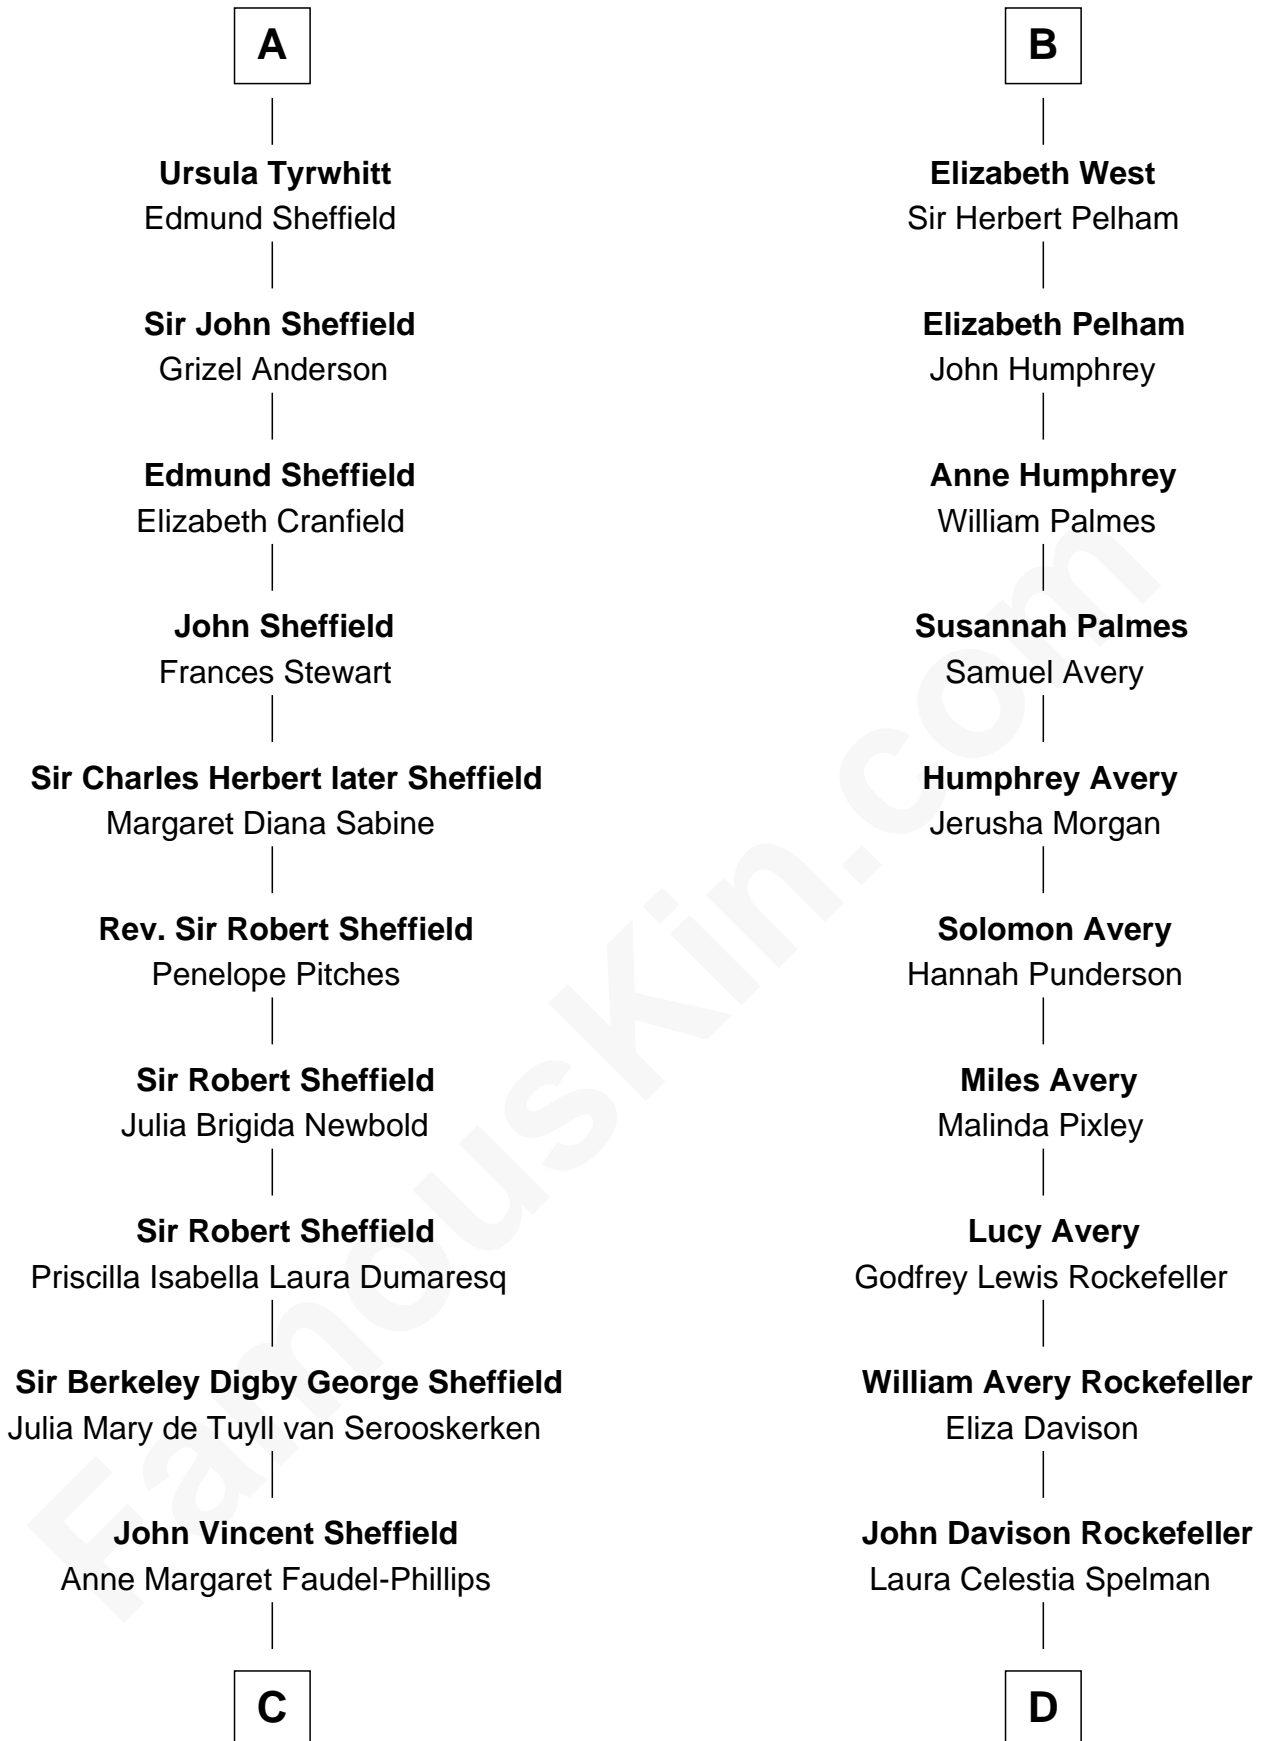 A
Ursula Tyrwhitt
Edmund Sheffield
Sir John Sheffield
Grizel Anderson
Edmund Sheffield
Elizabeth Cranfield
John Sheffield
Frances Stewart
Sir Charles Herbert later Sheffield
Margaret Diana Sabine
Rev. Sir Robert Sheffield
Penelope Pitches
Sir Robert Sheffield
Julia Brigida Newbold
Sir Robert Sheffield
Priscilla Isabella Laura Dumaresq
Sir Berkeley Digby George Sheffield
Julia Mary de Tuyll van Serooskerken
John Vincent Sheffield
Anne Margaret Faudel-Phillips
C
B
Elizabeth West
Sir Herbert Pelham
Elizabeth Pelham
John Humphrey
Anne Humphrey
William Palmes
Susannah Palmes
Samuel Avery
Humphrey Avery
Jerusha Morgan
Solomon Avery
Hannah Punderson
Miles Avery
Malinda Pixley
Lucy Avery
Godfrey Lewis Rockefeller
William Avery Rockefeller
Eliza Davison
John Davison Rockefeller
Laura Celestia Spelman
D
FamousKin.com